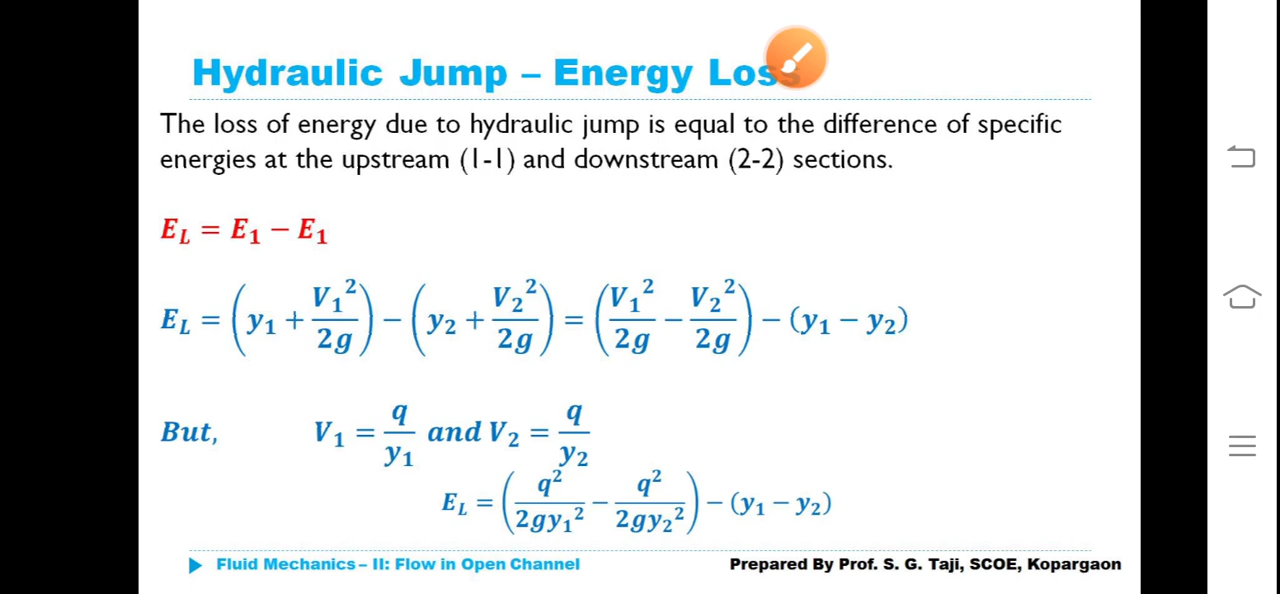 Hydraulic Jump – Energy Loss
The loss of energy due to hydraulic jump is equal to the difference of specific
energies at the upstream (1-1) and downstream (2-2) sections.
E_L = E_1 − E_1
E_L = (y_1 + V_1^2/2g) − (y_2 + V_2^2/2g) = (V_1^2/2g − V_2^2/2g) − (y_1 − y_2)
But, V_1 = q/y_1 and V_2 = q/y_2
E_L = (q^2/2gy_1^2 − q^2/2gy_2^2) − (y_1 − y_2)
Fluid Mechanics – II: Flow in Open Channel
Prepared By Prof. S. G. Taji, SCOE, Kopargaon